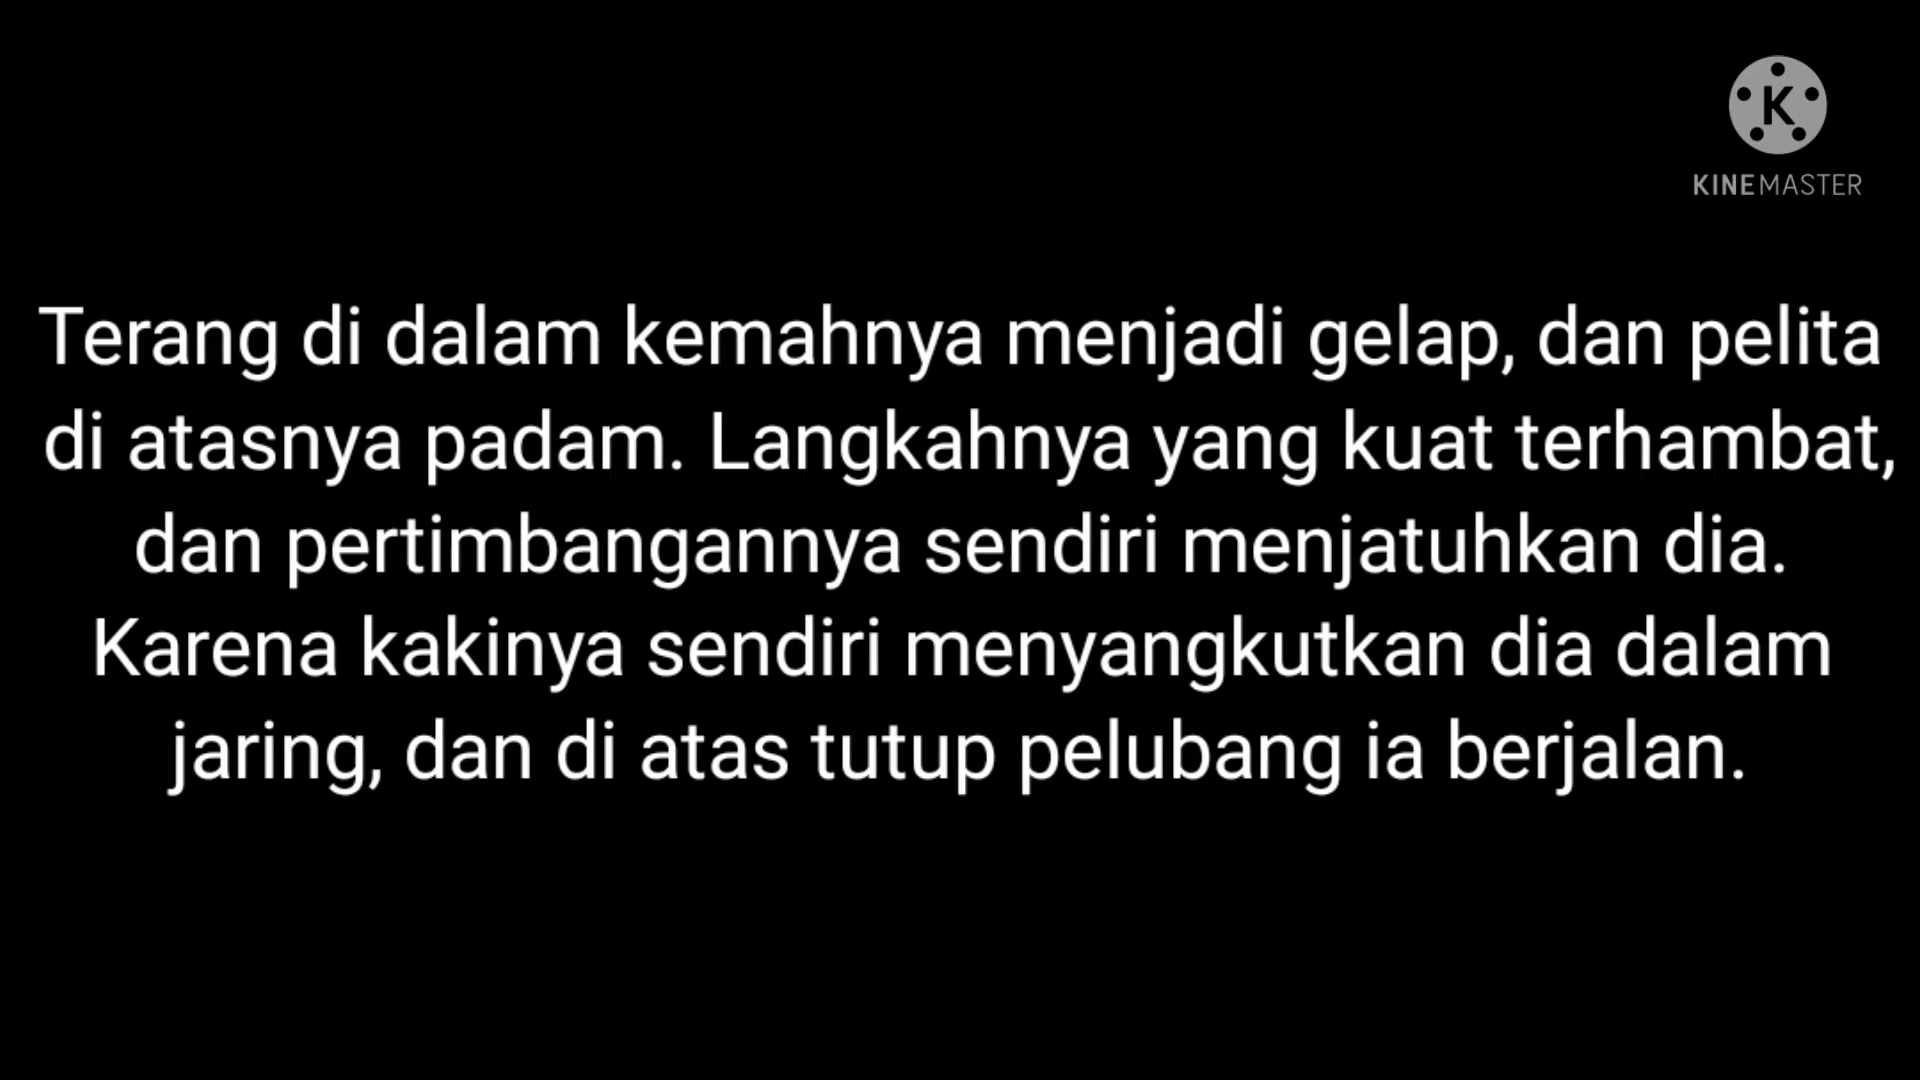 K
KINEMASTER
Terang di dalam kemahnya menjadi gelap, dan pelita
di atasnya padam. Langkahnya yang kuat terhambat,
dan pertimbangannya sendiri menjatuhkan dia.
Karena kakinya sendiri menyangkutkan dia dalam
jaring, dan di atas tutup pelubang ia berjalan.